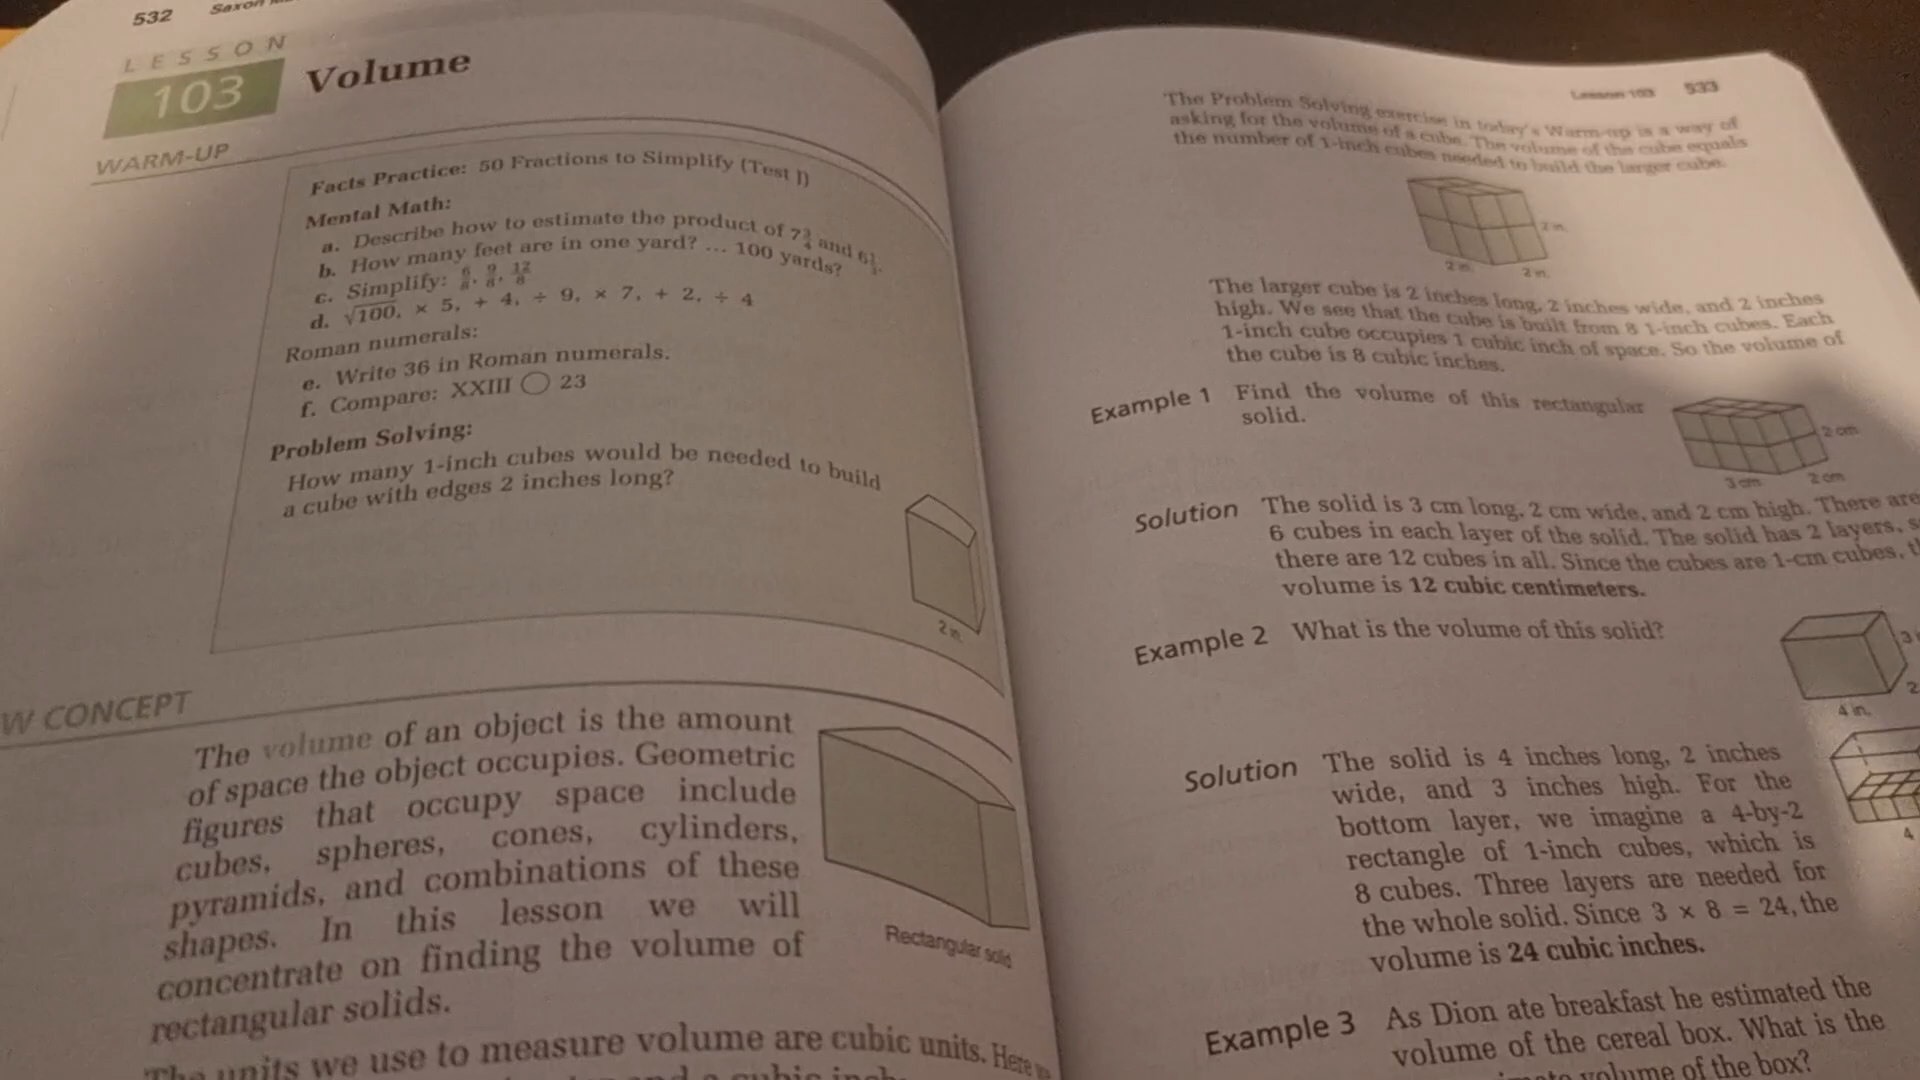 532
LESSON
103
Volume
WARM-UP
Facts Practice: 50 Fractions to Simplify (Test J)
Mental Math:
a. Describe how to estimate the product of 7¾ and 6⅓.
b. How many feet are in one yard? ... 100 yards?
c. Simplify: 6/8, 9/8, 12/8
d. √100, × 5, + 4, ÷ 9, × 7, + 2, ÷ 4
Roman numerals:
e. Write 36 in Roman numerals.
f. Compare: XXIII ◯ 23
Problem Solving:
How many 1-inch cubes would be needed to build
a cube with edges 2 inches long?
2 in.
W CONCEPT
The volume of an object is the amount
of space the object occupies. Geometric
figures that occupy space include
cubes, spheres, cones, cylinders,
pyramids, and combinations of these
shapes. In this lesson we will
concentrate on finding the volume of
rectangular solids.
Rectangular solid
The units we use to measure volume are cubic units. Here
Lesson 103 533
The Problem Solving exercise in today's Warm-up is a way of
asking for the volume of a cube. The volume of the cube equals
the number of 1-inch cubes needed to build the larger cube.
2 in.
2 in.
2 in.
The larger cube is 2 inches long, 2 inches wide, and 2 inches
high. We see that the cube is built from 8 1-inch cubes. Each
1-inch cube occupies 1 cubic inch of space. So the volume of
the cube is 8 cubic inches.
Example 1 Find the volume of this rectangular
solid.
2 cm
3 cm
2 cm
Solution The solid is 3 cm long, 2 cm wide, and 2 cm high. There are
6 cubes in each layer of the solid. The solid has 2 layers, s
there are 12 cubes in all. Since the cubes are 1-cm cubes, t
volume is 12 cubic centimeters.
Example 2 What is the volume of this solid?
3
2
4 in.
Solution The solid is 4 inches long, 2 inches
wide, and 3 inches high. For the
bottom layer, we imagine a 4-by-2
rectangle of 1-inch cubes, which is
8 cubes. Three layers are needed for
the whole solid. Since 3 × 8 = 24, the
volume is 24 cubic inches.
4
Example 3 As Dion ate breakfast he estimated the
volume of the cereal box. What is the
volume of the box?